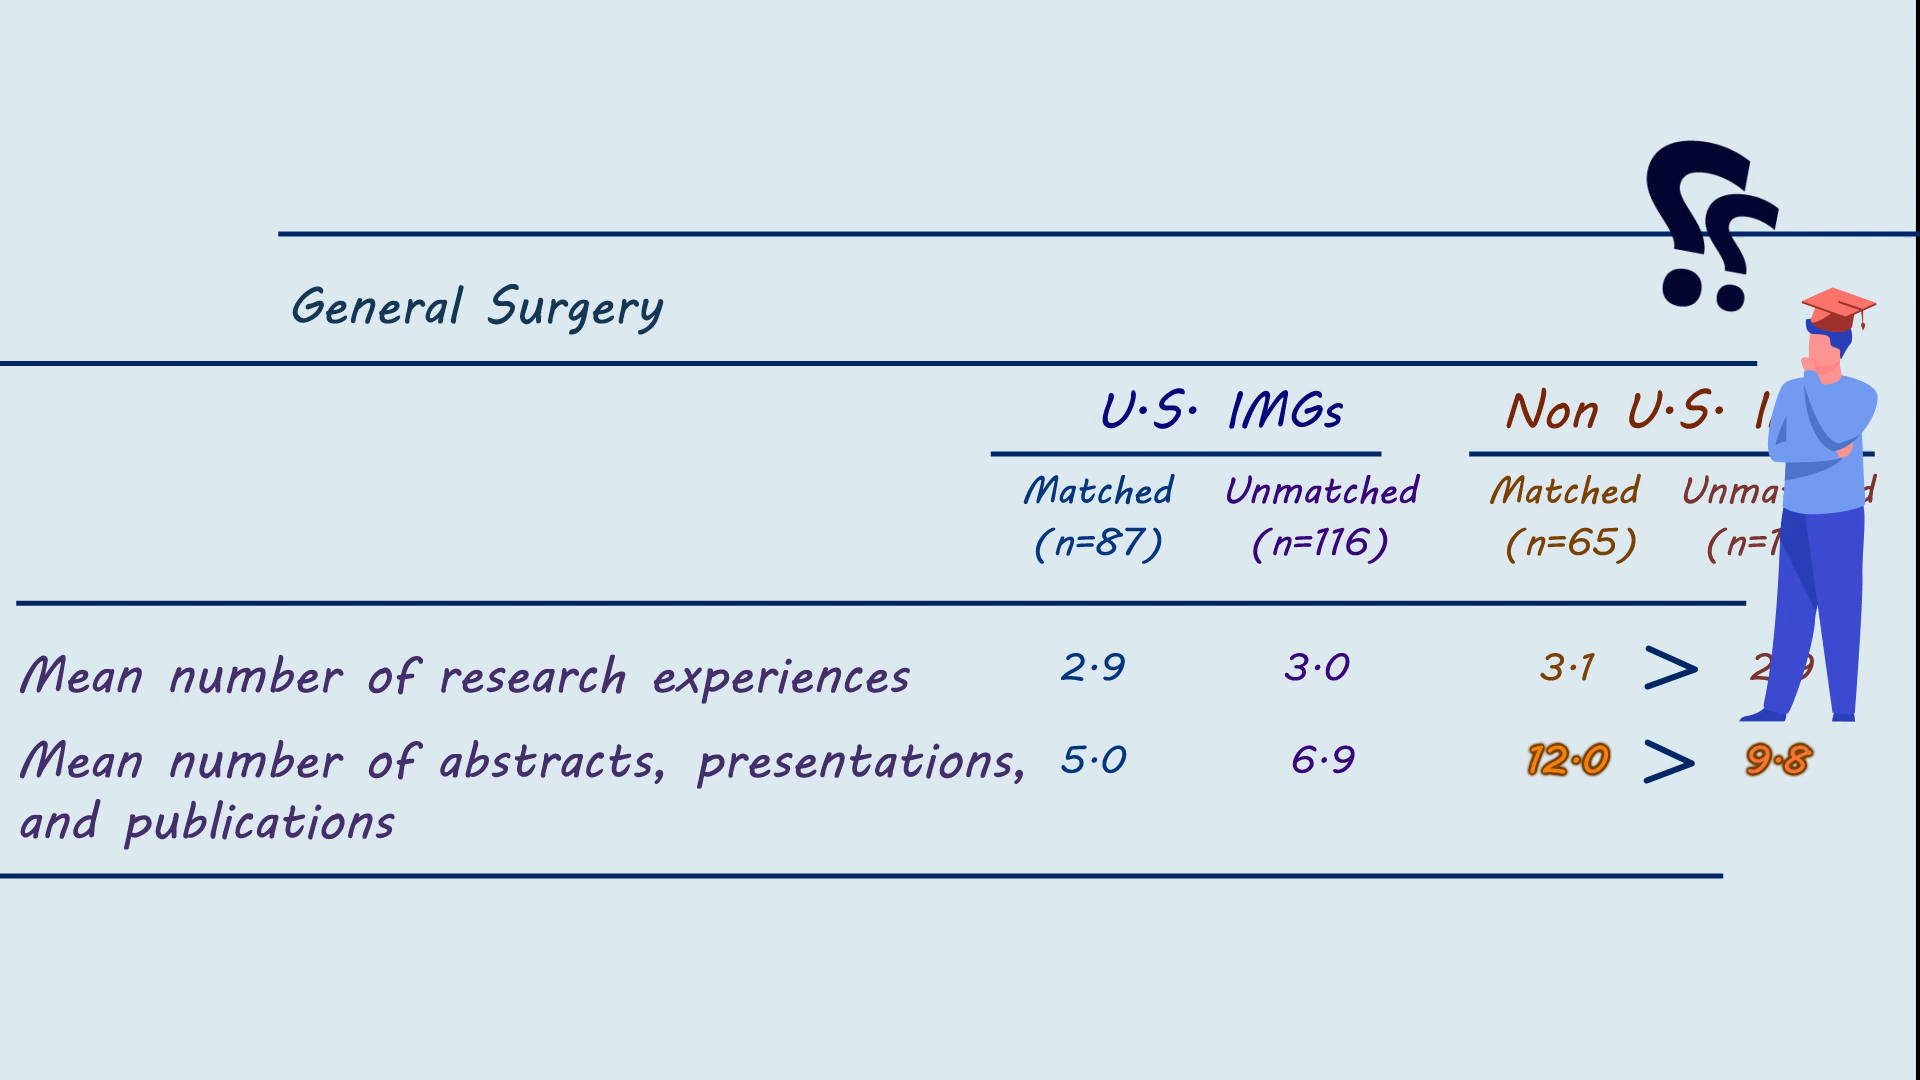 General Surgery
U.S. IMGs Non U.S.
Matched Unmatched Matched
(n=87) (n=116) (n=65)
Mean number of research experiences 2.9 3.0 3.1 >
Mean number of abstracts, presentations, 5.0 6.9 12.0 > 9.8
and publications